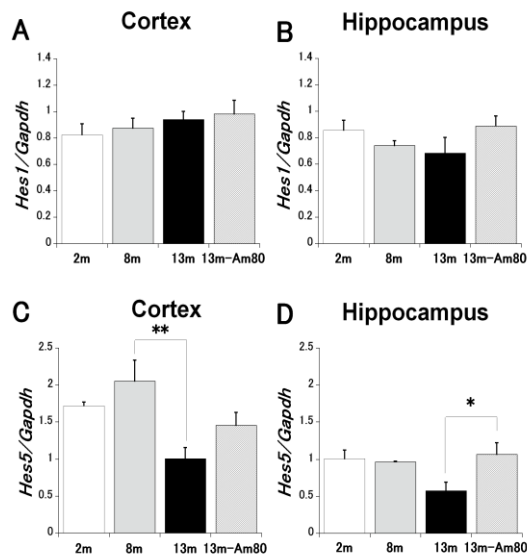 A
Cortex
1.4
1.2
1
0.8
0.6
0.4
0.2
0
Hes1/Gapdh
2m 8m 13m 13m-Am80
B
Hippocampus
1.4
1.2
1
0.8
0.6
0.4
0.2
0
Hes1/Gapdh
2m 8m 13m 13m-Am80
C
Cortex
2.5
2
1.5
1
0.5
0
Hes5/Gapdh
**
2m 8m 13m 13m-Am80
D
Hippocampus
2.5
2
1.5
1
0.5
0
Hes5/Gapdh
*
2m 8m 13m 13m-Am80